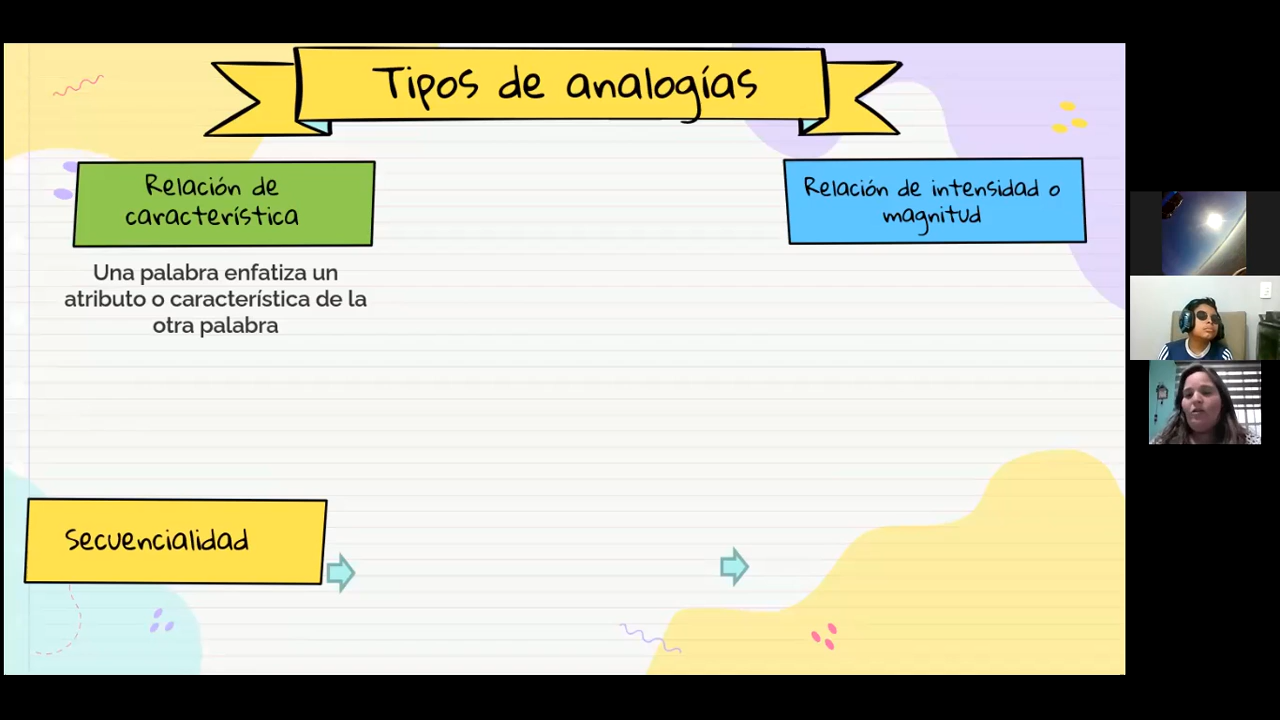 Tipos de analogías
Relación de
característica
Relación de intensidad o
magnitud
Una palabra enfatiza un
atributo o característica de la
otra palabra
Secuencialidad